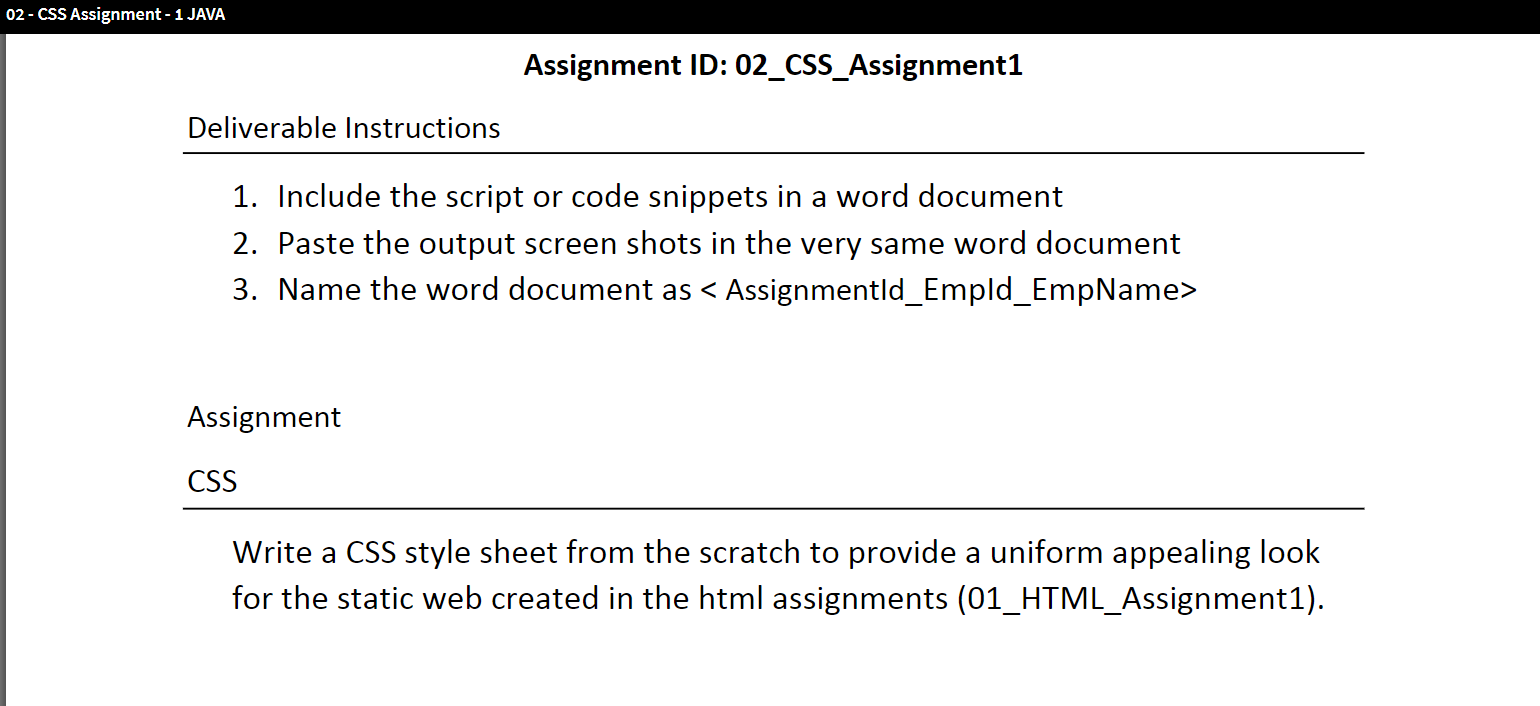 02 - CSS Assignment - 1 JAVA
Assignment ID: 02_CSS_Assignment1
Deliverable Instructions
1. Include the script or code snippets in a word document
2. Paste the output screen shots in the very same word document
3. Name the word document as < AssignmentId_EmpId_EmpName>
Assignment
CSS
Write a CSS style sheet from the scratch to provide a uniform appealing look
for the static web created in the html assignments (01_HTML_Assignment1).